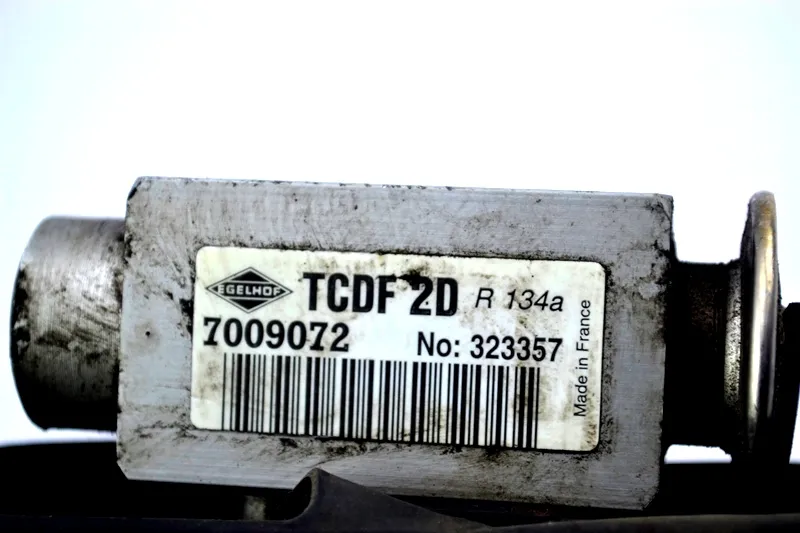 EGELHOF TCDF 2D R 134a
7009072 No: 323357
Made in France